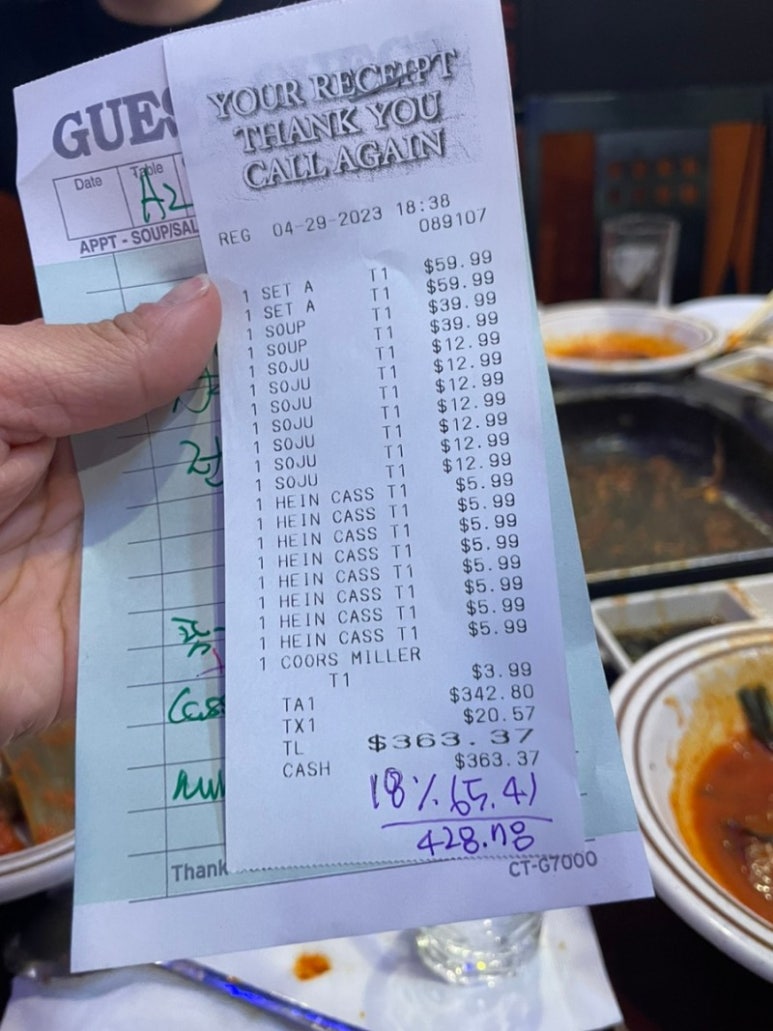 GUES
Date
Table
A2
APPT - SOUP/SAL
YOUR RECEIPT
THANK YOU
CALL AGAIN
REG 04-29-2023 18:38
089107
1 SET A T1 $59.99
1 SET A T1 $59.99
1 SOUP T1 $39.99
1 SOUP T1 $39.99
1 SOJU T1 $12.99
1 SOJU T1 $12.99
1 SOJU T1 $12.99
1 SOJU T1 $12.99
1 SOJU T1 $12.99
1 SOJU T1 $12.99
1 SOJU T1 $12.99
1 HEIN CASS T1 $5.99
1 HEIN CASS T1 $5.99
1 HEIN CASS T1 $5.99
1 HEIN CASS T1 $5.99
1 HEIN CASS T1 $5.99
1 HEIN CASS T1 $5.99
1 HEIN CASS T1 $5.99
1 HEIN CASS T1 $5.99
1 COORS MILLER
T1 $3.99
TA1 $342.80
TX1 $20.57
TL $363.37
CASH $363.37
18% 65.41
428.78
Cass
Thank
CT-G7000